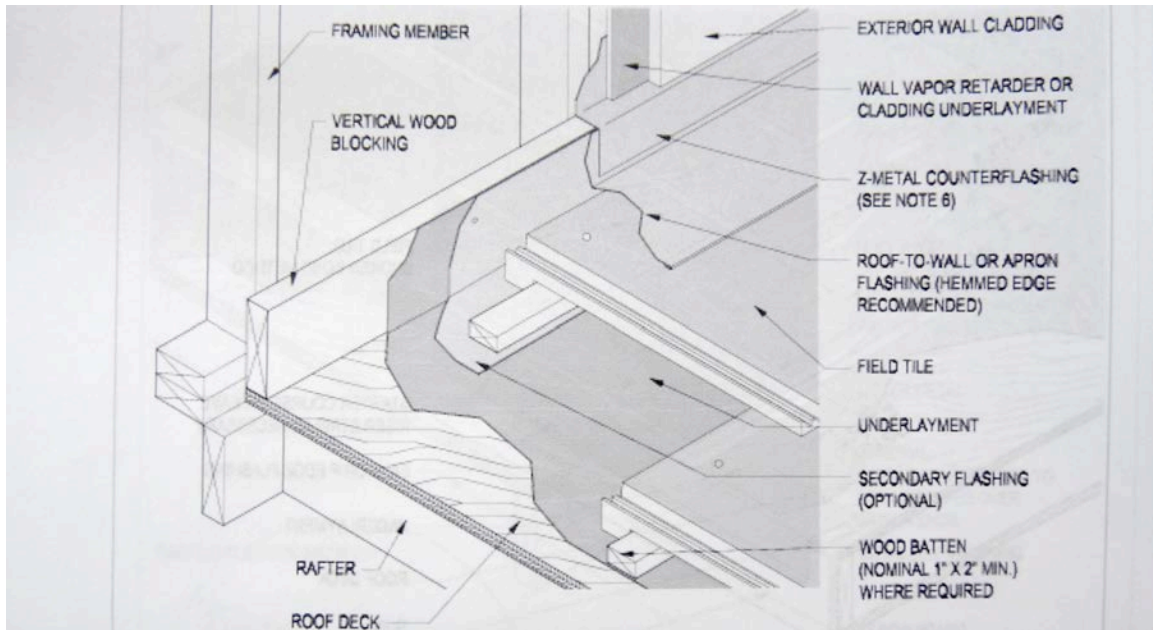 FRAMING MEMBER
VERTICAL WOOD
BLOCKING
RAFTER
ROOF DECK
EXTERIOR WALL CLADDING
WALL VAPOR RETARDER OR
CLADDING UNDERLAYMENT
Z-METAL COUNTERFLASHING
(SEE NOTE 6)
ROOF-TO-WALL OR APRON
FLASHING (HEMMED EDGE
RECOMMENDED)
FIELD TILE
UNDERLAYMENT
SECONDARY FLASHING
(OPTIONAL)
WOOD BATTEN
(NOMINAL 1" X 2" MIN.)
WHERE REQUIRED